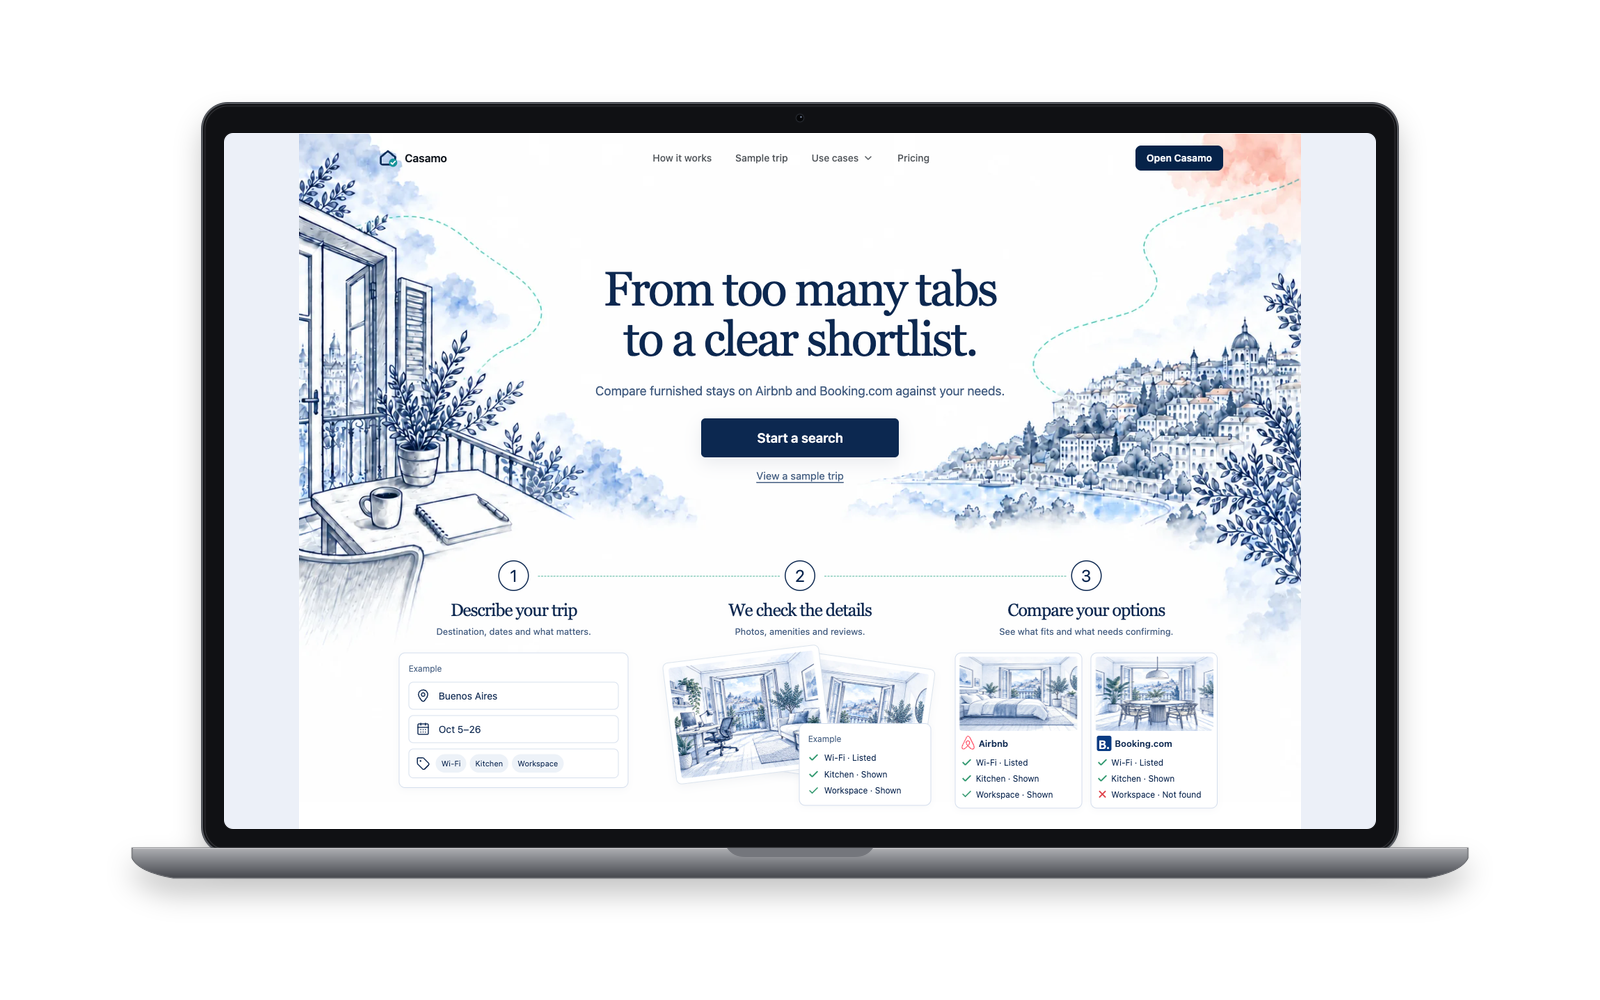 Casamo
How it works
Sample trip
Use cases
Pricing
Open Casamo
From too many tabs
to a clear shortlist.
Compare furnished stays on Airbnb and Booking.com against your needs.
Start a search
View a sample trip
1
Describe your trip
Destination, dates and what matters.
Example
Buenos Aires
Oct 5–26
Wi-Fi
Kitchen
Workspace
2
We check the details
Photos, amenities and reviews.
Example
Wi-Fi · Listed
Kitchen · Shown
Workspace · Shown
3
Compare your options
See what fits and what needs confirming.
Airbnb
Wi-Fi · Listed
Kitchen · Shown
Workspace · Shown
B.
Booking.com
Wi-Fi · Listed
Kitchen · Shown
Workspace · Not found